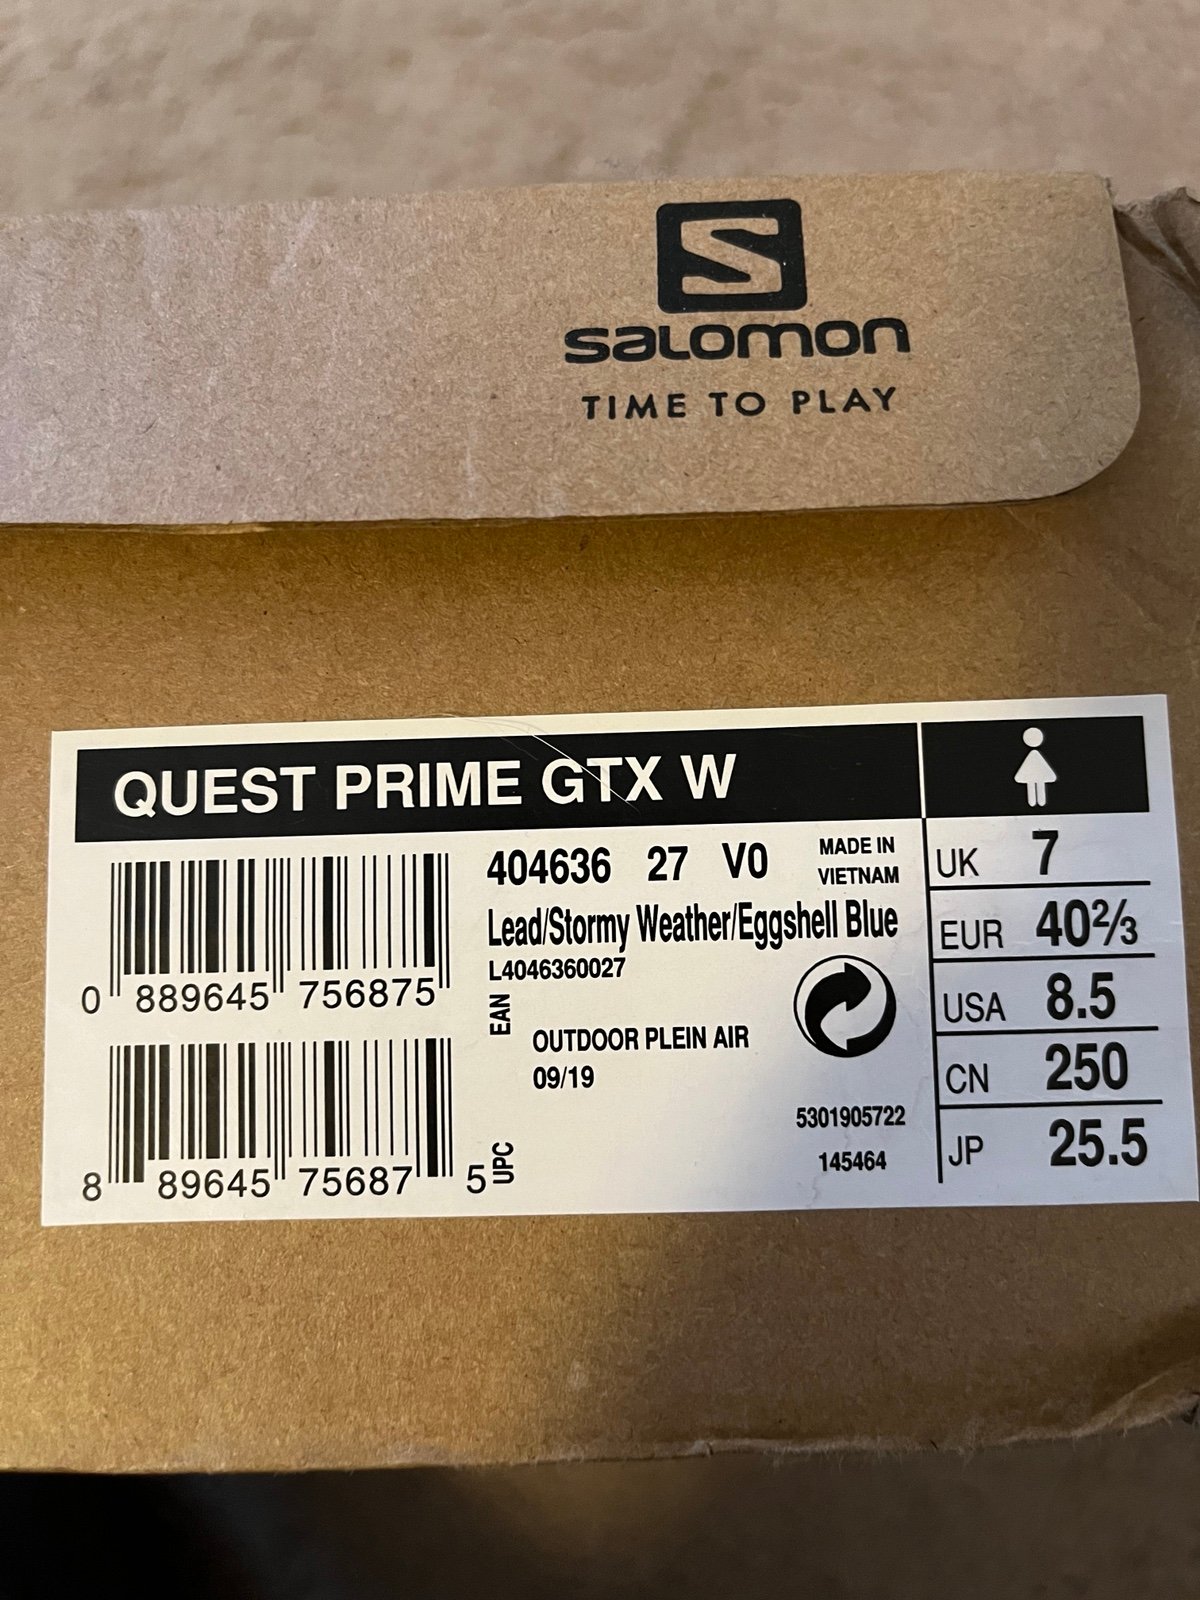 S
SALOMON
TIME TO PLAY
QUEST PRIME GTX W
404636 27 V0
MADE IN
VIETNAM
Lead/Stormy Weather/Eggshell Blue
L4046360027
0 889645 756875
EAN
OUTDOOR PLEIN AIR
09/19
5301905722
145464
8 89645 75687 5
UPC
UK 7
EUR 40⅔
USA 8.5
CN 250
JP 25.5